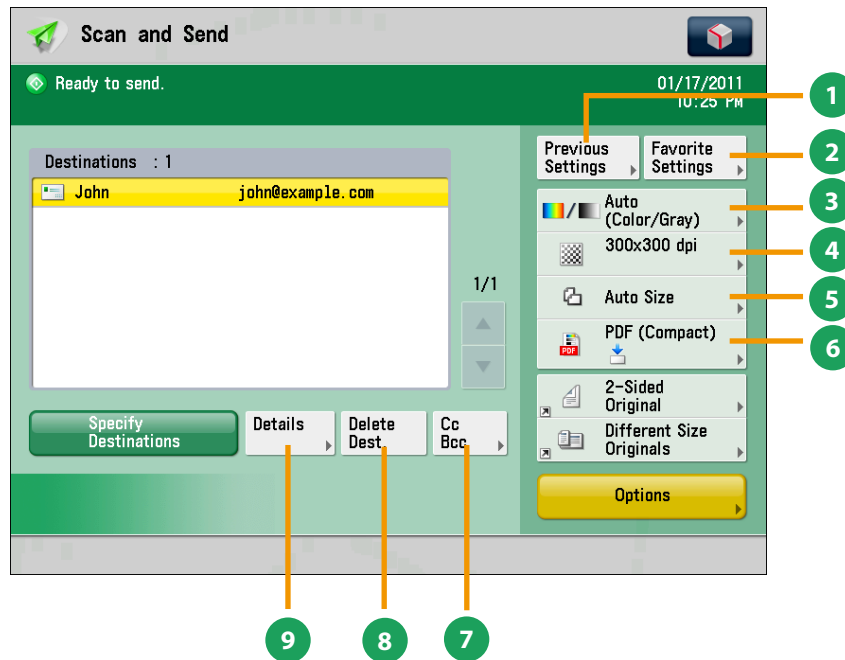 Scan and Send
Ready to send.
01/17/2011
10:25 PM
1
Previous
Settings
Favorite
Settings
2
Destinations : 1
John john@example.com
Auto
(Color/Gray)
3
300x300 dpi
4
1/1
Auto Size
5
PDF (Compact)
PDF
6
2-Sided
Original
Different Size
Originals
Specify
Destinations
Details
Delete
Dest.
Cc
Bcc
Options
9
8
7